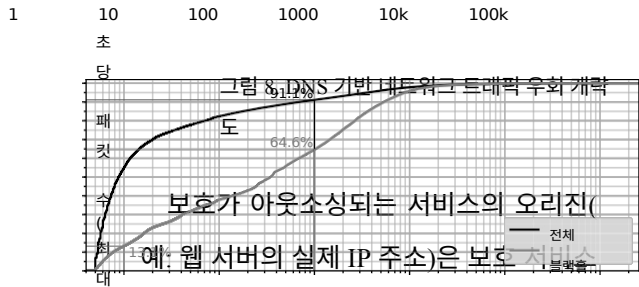 1 10 100 1000 10k 100k
초당 패킷 수( 최대
그림 8. DNS 기반 네트워크 트래픽 우회 개략
도
91.1%
64.6%
보호가 아웃소싱되는 서비스의 오리진(
예: 웹 서버의 실제 IP 주소)은 보호 서비스
전체
블랙홀